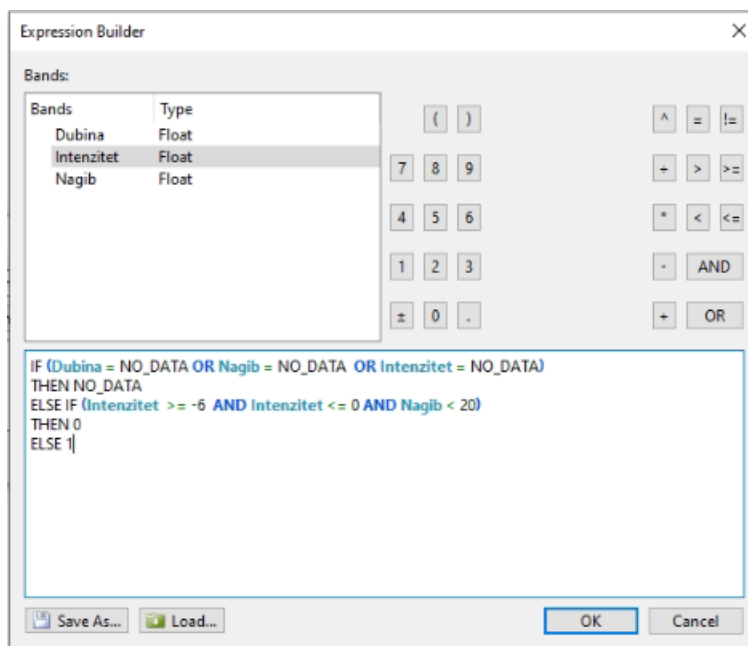 Expression Builder
Bands:
Bands Type
Dubina Float
Intenzitet Float
Nagib Float
( ) ^ = !=
7 8 9 ÷ > >=
4 5 6 * < <=
1 2 3 - AND
± 0 . + OR
IF (Dubina = NO_DATA OR Nagib = NO_DATA OR Intenzitet = NO_DATA)
THEN NO_DATA
ELSE IF (Intenzitet >= -6 AND Intenzitet <= 0 AND Nagib < 20)
THEN 0
ELSE 1
Save As... Load... OK Cancel